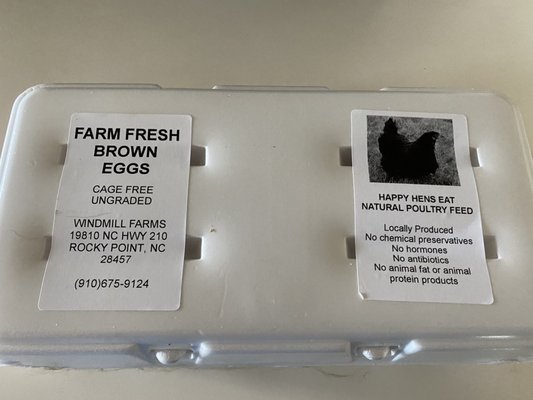 FARM FRESH
BROWN
EGGS
CAGE FREE
UNGRADED
WINDMILL FARMS
19810 NC HWY 210
ROCKY POINT, NC
28457
(910)675-9124
HAPPY HENS EAT
NATURAL POULTRY FEED
Locally Produced
No chemical preservatives
No hormones
No antibiotics
No animal fat or animal
protein products